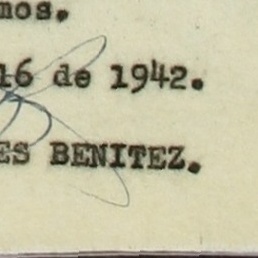 nos.
16 de 1942.
ES BENITEZ.